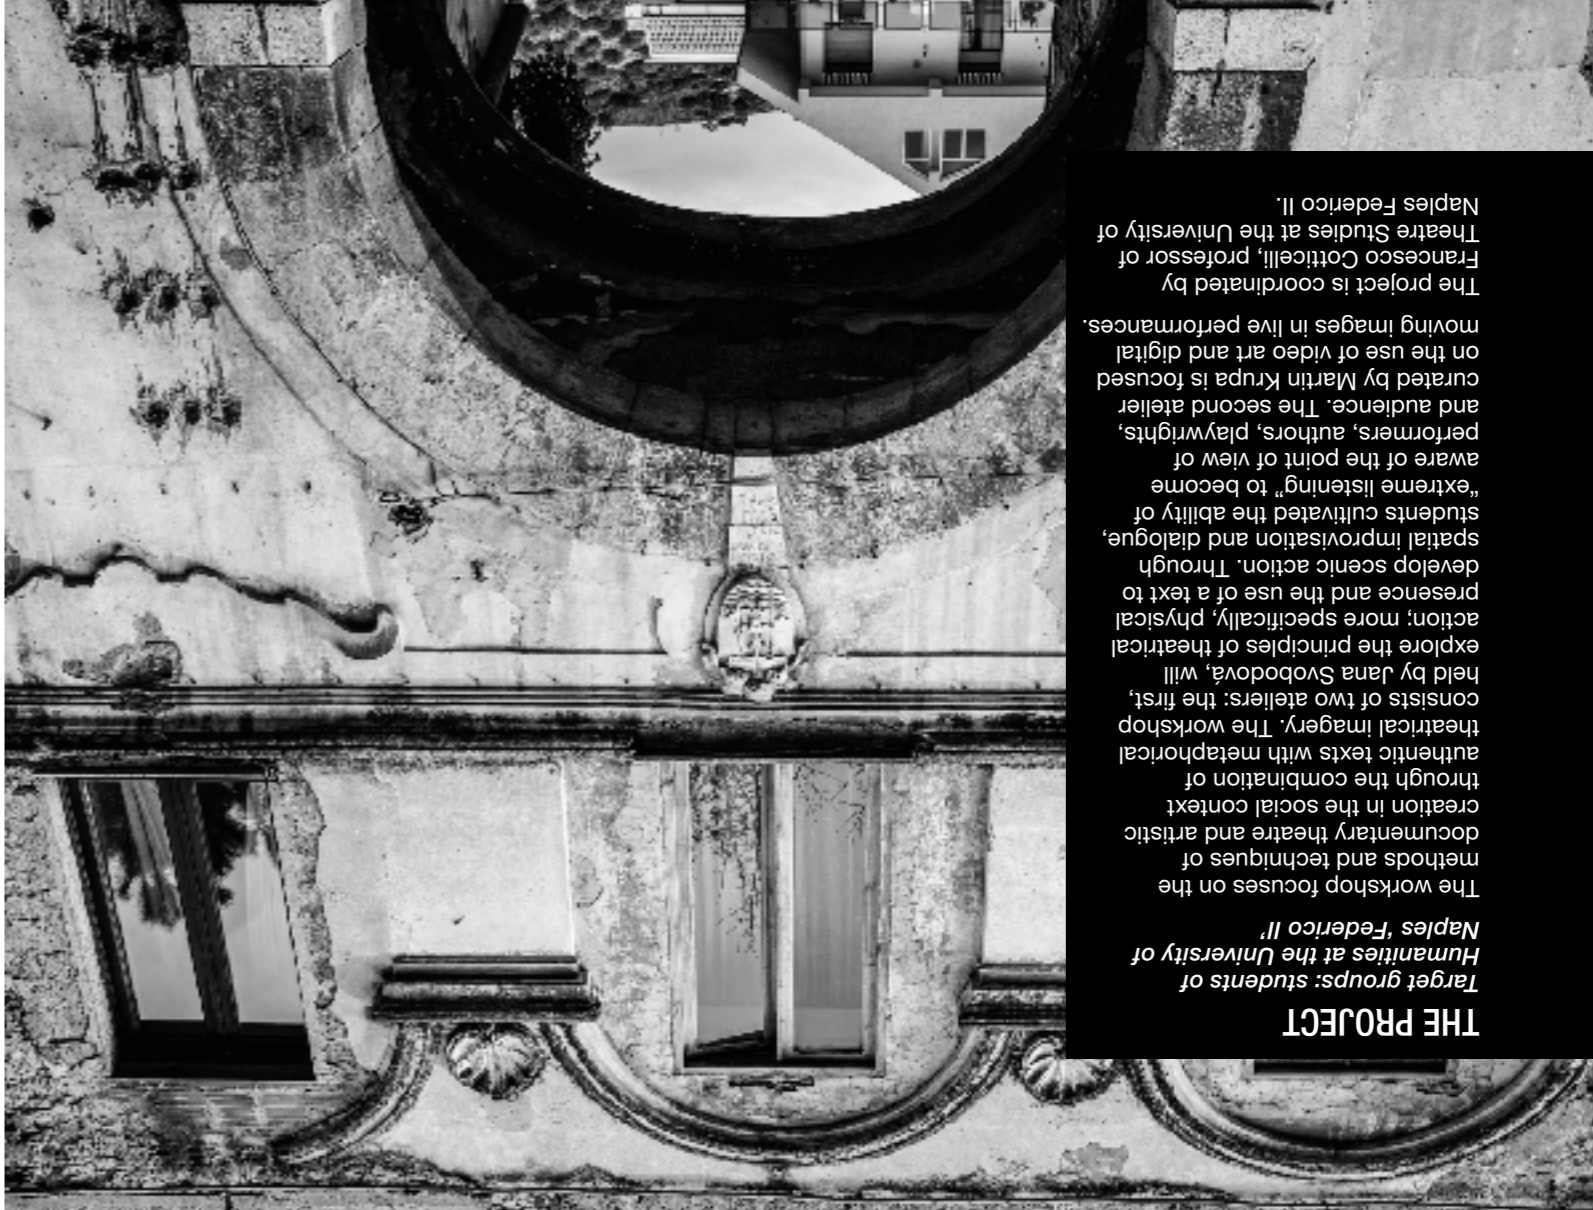 THE PROJECT
Target groups: students of
Humanities at the University of
Naples ‘Federico II’
The workshop focuses on the
methods and techniques of
documentary theatre and artistic
creation in the social context
through the combination of
authentic texts with metaphorical
theatrical imagery. The workshop
consists of two ateliers: the first,
held by Jana Svobodová, will
explore the principles of theatrical
action; more specifically, physical
presence and the use of a text to
develop scenic action. Through
spatial improvisation and dialogue,
students cultivated the ability of
“extreme listening” to become
aware of the point of view of
performers, authors, playwrights,
and audience. The second atelier
curated by Martin Krupa is focused
on the use of video art and digital
moving images in live performances.
The project is coordinated by
Francesco Cotticelli, professor of
Theatre Studies at the University of
Naples Federico II.